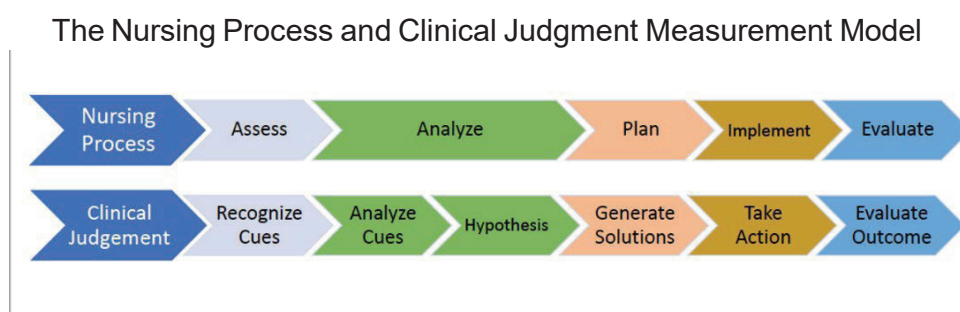 The Nursing Process and Clinical Judgment Measurement Model
Nursing
Process
Assess
Analyze
Plan
Implement
Evaluate
Clinical
Judgement
Recognize
Cues
Analyze
Cues
Hypothesis
Generate
Solutions
Take
Action
Evaluate
Outcome